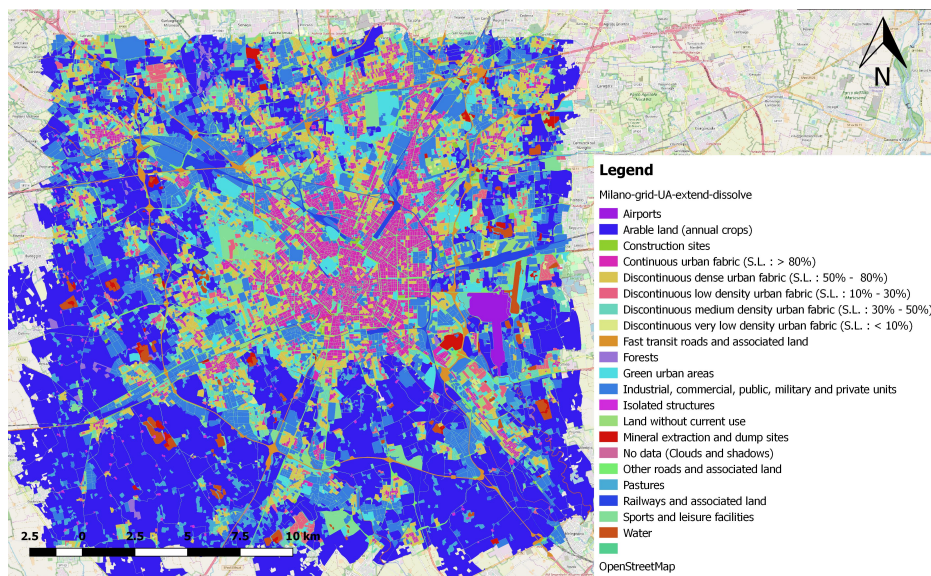 N
Legend
Milano-grid-UA-extend-dissolve
Airports
Arable land (annual crops)
Construction sites
Continuous urban fabric (S.L. : > 80%)
Discontinuous dense urban fabric (S.L. : 50% - 80%)
Discontinuous low density urban fabric (S.L. : 10% - 30%)
Discontinuous medium density urban fabric (S.L. : 30% - 50%)
Discontinuous very low density urban fabric (S.L. : < 10%)
Fast transit roads and associated land
Forests
Green urban areas
Industrial, commercial, public, military and private units
Isolated structures
Land without current use
Mineral extraction and dump sites
No data (Clouds and shadows)
Other roads and associated land
Pastures
Railways and associated land
Sports and leisure facilities
Water
OpenStreetMap
2.5 0 2.5 5 7.5 10 km